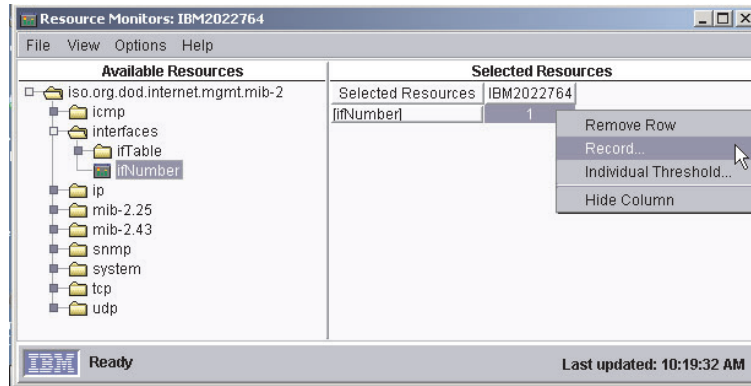 Resource Monitors: IBM2022764
File View Options Help
Available Resources
Selected Resources
iso.org.dod.internet.mgmt.mib-2
icmp
interfaces
ifTable
ifNumber
ip
mib-2.25
mib-2.43
snmp
system
tcp
udp
Selected Resources IBM2022764
[ifNumber] 1
Remove Row
Record...
Individual Threshold...
Hide Column
IBM Ready Last updated: 10:19:32 AM